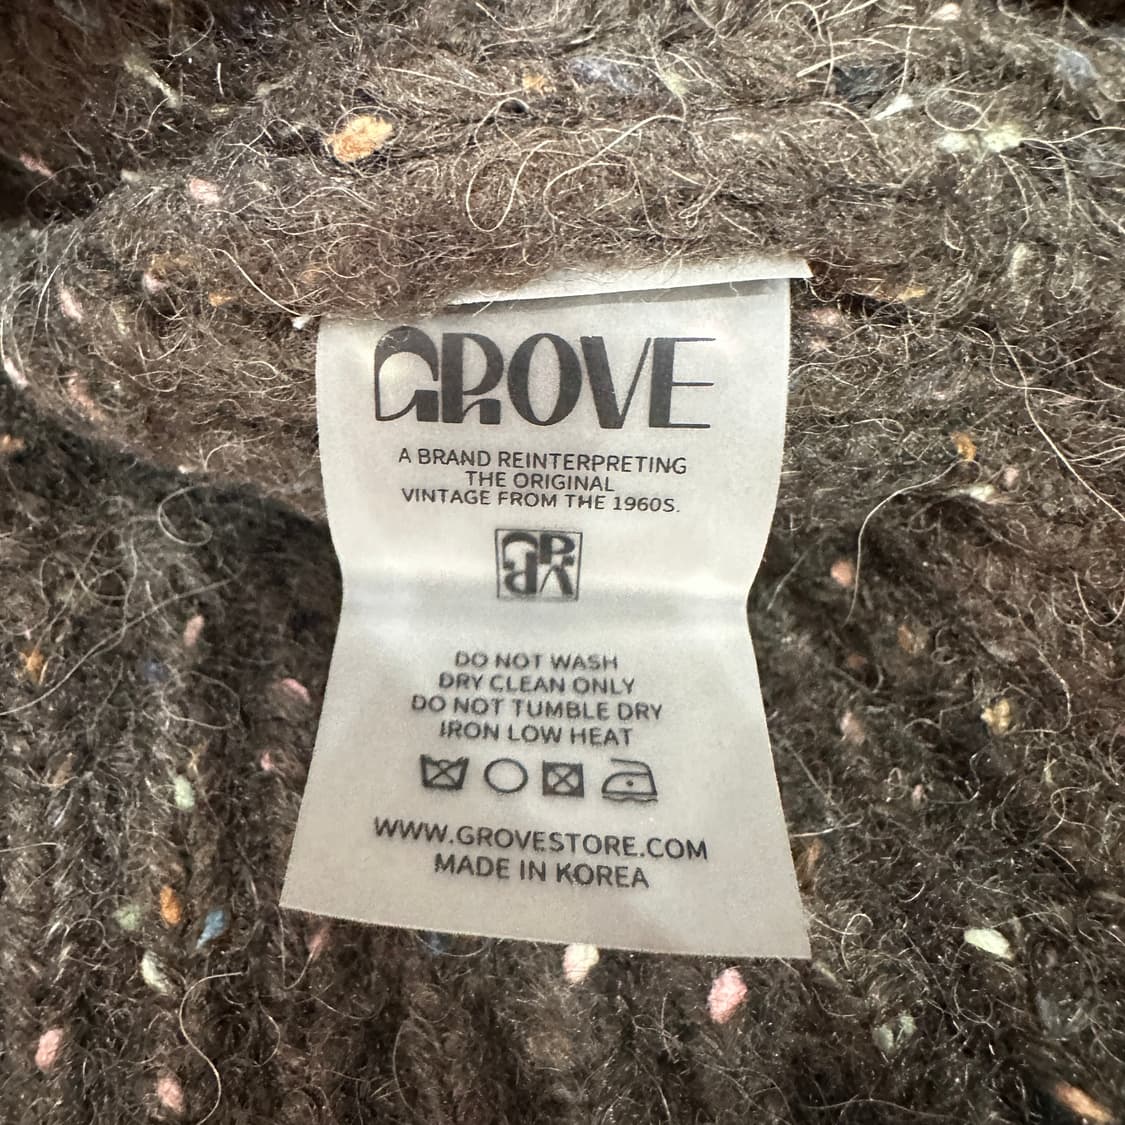 GROVE
A BRAND REINTERPRETING
THE ORIGINAL
VINTAGE FROM THE 1960S.
DO NOT WASH
DRY CLEAN ONLY
DO NOT TUMBLE DRY
IRON LOW HEAT
WWW.GROVESTORE.COM
MADE IN KOREA